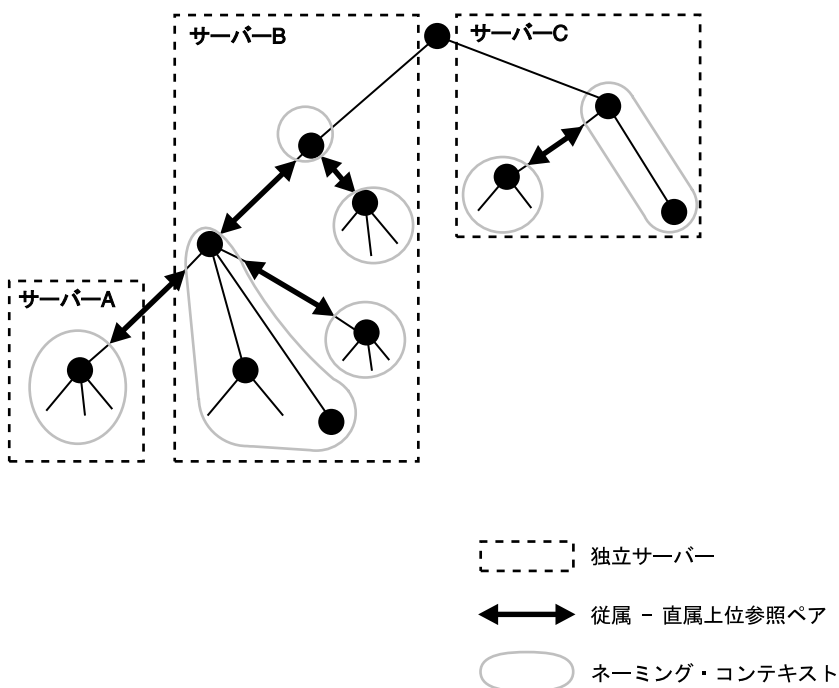 サーバーB
サーバーC
サーバーA
独立サーバー
従属 - 直属上位参照ペア
ネーミング・コンテキスト